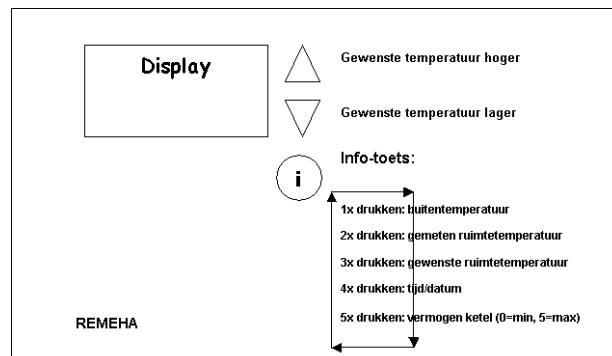 Display
Gewenste temperatuur hoger
Gewenste temperatuur lager
i
Info-toets:
1x drukken: buitentemperatuur
2x drukken: gemeten ruimtetemperatuur
3x drukken: gewenste ruimtetemperatuur
4x drukken: tijd/datum
5x drukken: vermogen ketel (0=min, 5=max)
REMEHA